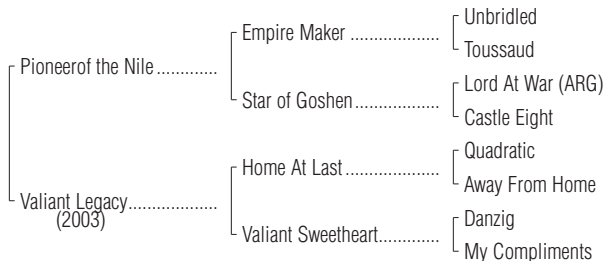 Unbridled
Empire Maker ...................
Toussaud
Pioneerof the Nile .............
Lord At War (ARG)
Star of Goshen ..................
Castle Eight
Quadratic
Home At Last ....................
Away From Home
Valiant Legacy ...................
(2003)
Danzig
Valiant Sweetheart .............
My Compliments